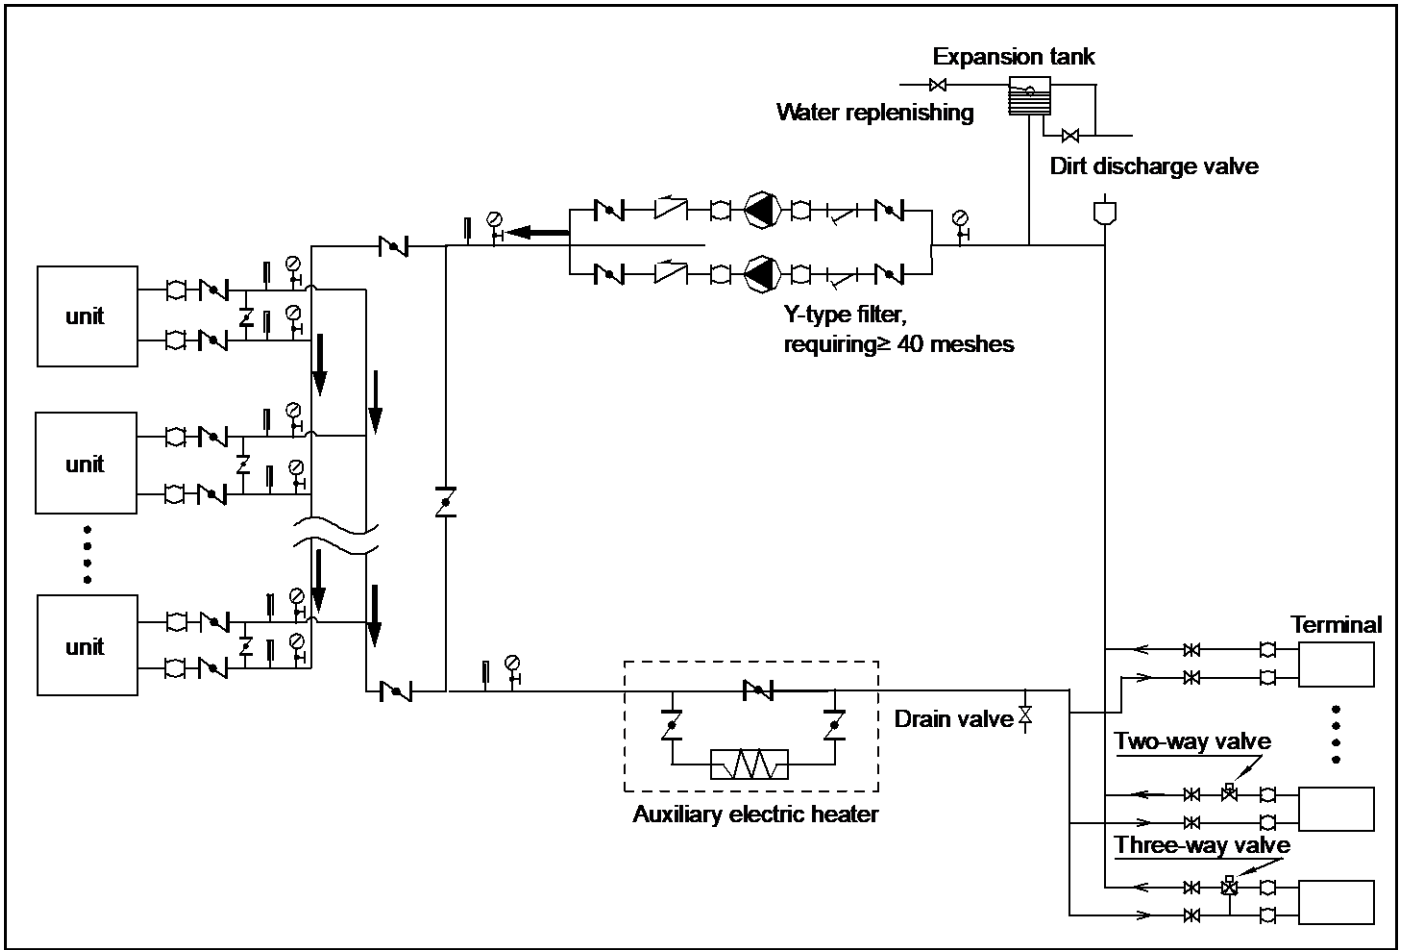 Expansion tank
Water replenishing
Dirt discharge valve
unit
Y-type filter,
requiring≥ 40 meshes
unit
unit
Terminal
Drain valve
Two-way valve
Auxiliary electric heater
Three-way valve